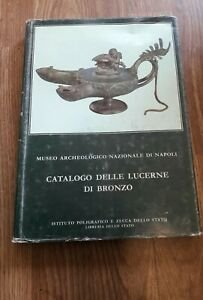 MUSEO ARCHEOLOGICO NAZIONALE DI NAPOLI
CATALOGO DELLE LUCERNE
DI BRONZO
ISTITUTO POLIGRAFICO E ZECCA DELLO STATO
LIBRERIA DELLO STATO